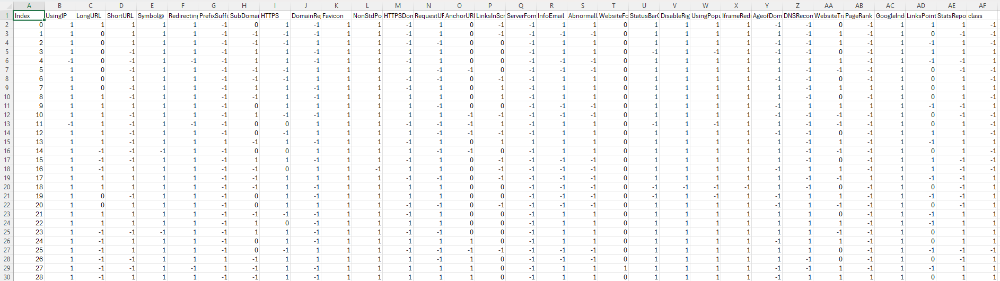 A B C D E F G H I J K L M N O P Q R S T U V W X Y Z AA AB AC AD AE AF
1 Index UsingIP LongURL ShortURL Symbol@ Redirecting PrefixSuffi SubDomai HTTPS DomainRe Favicon NonStdPo HTTPSDom RequestUR AnchorURI LinksInScr ServerForm InfoEmail Abnormall WebsiteFo StatusBar( DisableRig UsingPopu IframeRedi AgeofDom DNSRecor WebsiteTra PageRank GoogleInd LinksPoint StatsRepo class
2 0 1 1 1 1 1 -1 0 1 -1 1 1 -1 1 0 -1 -1 1 1 0 1 1 1 1 -1 -1 0 -1 1 1 1 -1
3 1 1 0 1 1 1 -1 -1 -1 -1 1 1 -1 1 0 -1 -1 -1 -1 0 1 1 1 1 1 -1 1 -1 1 0 -1 -1
4 2 1 0 1 1 1 -1 -1 -1 1 1 1 -1 -1 0 0 -1 1 1 0 1 1 1 1 -1 -1 1 -1 1 -1 1 -1
5 3 1 0 -1 1 1 -1 1 1 -1 1 1 1 1 0 0 -1 1 1 0 -1 1 -1 1 -1 -1 0 -1 1 1 1 1
6 4 -1 0 -1 1 -1 -1 1 1 -1 1 1 -1 1 0 0 -1 -1 -1 0 1 1 1 1 1 1 1 -1 1 -1 -1 1
7 5 1 0 -1 1 1 -1 -1 -1 1 1 1 1 -1 -1 0 -1 -1 -1 0 1 1 1 1 1 -1 -1 -1 1 0 -1 -1
8 6 1 0 1 1 1 -1 -1 -1 1 1 1 -1 -1 0 -1 -1 1 1 0 1 1 1 1 -1 -1 0 -1 1 0 1 -1
9 7 1 0 -1 1 1 -1 1 1 -1 1 1 -1 1 0 1 -1 1 1 0 1 1 1 1 1 -1 1 1 1 0 1 1
10 8 1 1 -1 1 1 -1 -1 1 -1 1 1 1 1 0 1 -1 1 1 0 1 1 1 1 1 -1 0 -1 1 0 1 -1
11 9 1 1 1 1 1 -1 0 1 1 1 1 1 -1 0 0 -1 -1 -1 0 1 1 1 1 -1 1 1 1 1 -1 -1 1
12 10 1 1 -1 1 1 -1 1 -1 -1 1 1 1 1 -1 -1 -1 -1 -1 0 1 1 1 1 -1 -1 -1 -1 1 0 -1 -1
13 11 -1 1 -1 1 -1 -1 0 0 1 1 1 -1 -1 -1 1 -1 1 1 0 -1 1 -1 1 1 1 -1 -1 1 0 1 -1
14 12 1 1 -1 1 1 -1 0 -1 1 1 1 1 -1 -1 -1 -1 1 1 0 1 1 1 1 -1 -1 0 -1 1 1 1 -1
15 13 1 1 -1 1 1 1 -1 1 -1 1 1 -1 1 0 1 1 1 1 0 1 1 1 1 1 -1 1 -1 1 -1 1 1
16 14 1 -1 -1 -1 1 -1 0 0 1 1 1 1 -1 -1 0 -1 1 1 0 1 1 1 1 1 -1 -1 -1 1 0 1 -1
17 15 1 -1 -1 1 1 -1 1 1 -1 1 1 -1 1 0 -1 -1 -1 -1 0 1 1 1 1 1 -1 0 -1 1 1 -1 -1
18 16 1 -1 1 1 1 -1 -1 0 1 1 -1 1 1 0 -1 -1 -1 -1 0 1 1 1 1 1 1 1 -1 1 -1 -1 1
19 17 1 1 1 1 1 -1 -1 1 1 1 1 -1 -1 0 -1 -1 -1 -1 0 1 1 1 1 1 -1 -1 1 1 -1 -1 -1
20 18 1 1 1 1 1 -1 -1 1 -1 1 1 1 1 0 0 -1 -1 -1 0 -1 -1 -1 -1 1 -1 0 -1 1 0 -1 1
21 19 1 0 -1 1 1 -1 0 1 -1 1 1 1 1 0 0 -1 -1 -1 0 -1 1 -1 1 -1 1 1 -1 1 -1 1 1
22 20 1 0 1 1 1 -1 0 1 1 1 1 -1 -1 0 -1 -1 -1 -1 0 1 1 1 1 -1 1 -1 -1 1 0 -1 -1
23 21 1 1 1 1 1 -1 -1 -1 1 1 1 -1 1 0 0 -1 1 1 0 1 1 1 1 1 1 0 -1 1 -1 1 1
24 22 1 1 1 1 1 -1 1 0 -1 1 1 1 1 0 0 -1 1 1 0 1 1 1 1 1 1 1 -1 1 -1 1 1
25 23 1 -1 -1 -1 1 -1 1 1 -1 1 1 -1 -1 0 0 -1 1 1 0 1 1 1 1 1 1 -1 -1 1 0 1 1
26 24 1 -1 1 1 1 -1 0 1 -1 1 1 1 1 1 0 -1 1 1 0 1 1 1 1 -1 1 1 -1 1 0 1 1
27 25 1 -1 1 1 1 -1 0 -1 1 1 1 -1 -1 -1 -1 -1 -1 -1 0 1 1 1 1 1 1 0 -1 1 -1 -1 -1
28 26 1 -1 -1 1 1 1 -1 1 1 1 1 1 -1 1 0 -1 -1 -1 0 1 1 1 1 1 -1 0 -1 1 0 -1 1
29 27 1 -1 -1 1 -1 1 -1 1 -1 1 1 1 1 1 0 -1 1 1 1 1 1 1 1 -1 -1 1 -1 1 -1 1 1
30 28 1 -1 1 1 1 -1 -1 1 -1 1 1 1 1 1 0 -1 1 1 0 1 1 1 1 -1 1 1 1 1 0 1 1